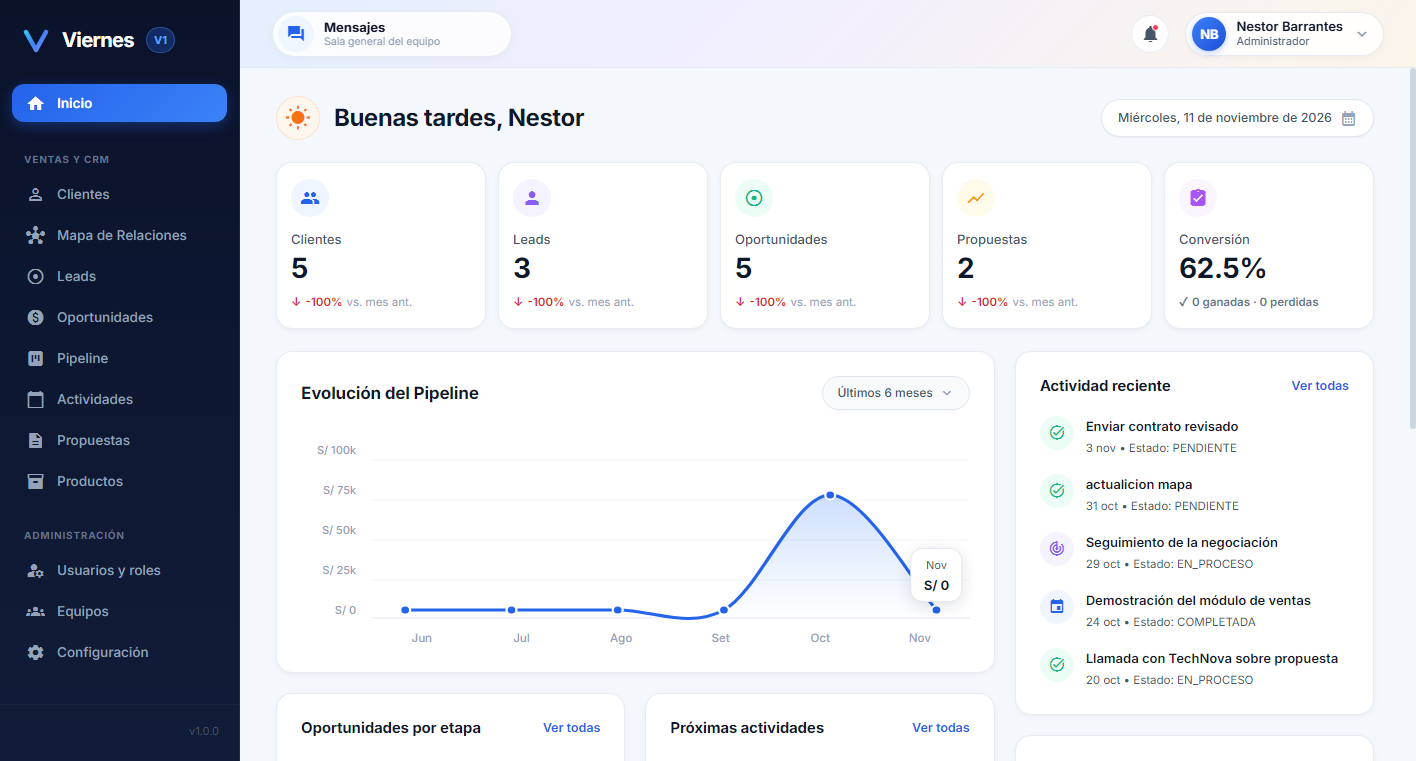 Viernes V1
Mensajes
Sala general del equipo
NB
Nestor Barrantes
Administrador
Inicio
VENTAS Y CRM
Clientes
Mapa de Relaciones
Leads
Oportunidades
Pipeline
Actividades
Propuestas
Productos
ADMINISTRACIÓN
Usuarios y roles
Equipos
Configuración
v1.0.0
Buenas tardes, Nestor
Miércoles, 11 de noviembre de 2026
Clientes
5
↓ -100% vs. mes ant.
Leads
3
↓ -100% vs. mes ant.
Oportunidades
5
↓ -100% vs. mes ant.
Propuestas
2
↓ -100% vs. mes ant.
Conversión
62.5%
✓ 0 ganadas · 0 perdidas
Evolución del Pipeline
Últimos 6 meses
S/ 100k
S/ 75k
S/ 50k
S/ 25k
S/ 0
Nov
S/ 0
Jun Jul Ago Set Oct Nov
Actividad reciente
Ver todas
Enviar contrato revisado
3 nov • Estado: PENDIENTE
actualicion mapa
31 oct • Estado: PENDIENTE
Seguimiento de la negociación
29 oct • Estado: EN_PROCESO
Demostración del módulo de ventas
24 oct • Estado: COMPLETADA
Llamada con TechNova sobre propuesta
20 oct • Estado: EN_PROCESO
Oportunidades por etapa
Ver todas
Próximas actividades
Ver todas